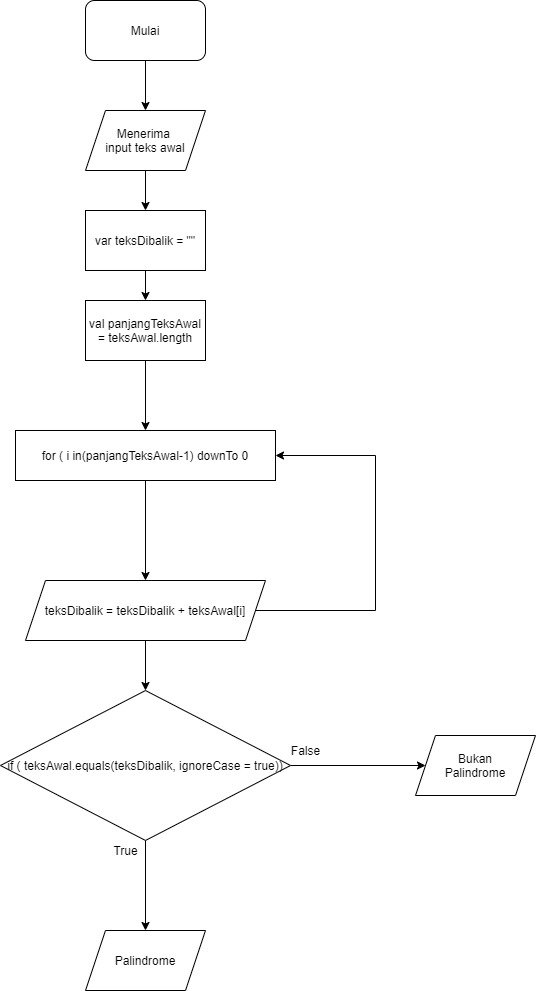 Mulai
Menerima
input teks awal
var teksDibalik = ""
val panjangTeksAwal
= teksAwal.length
for ( i in(panjangTeksAwal-1) downTo 0
teksDibalik = teksDibalik + teksAwal[i]
if ( teksAwal.equals(teksDibalik, ignoreCase = true))
False
Bukan
Palindrome
True
Palindrome